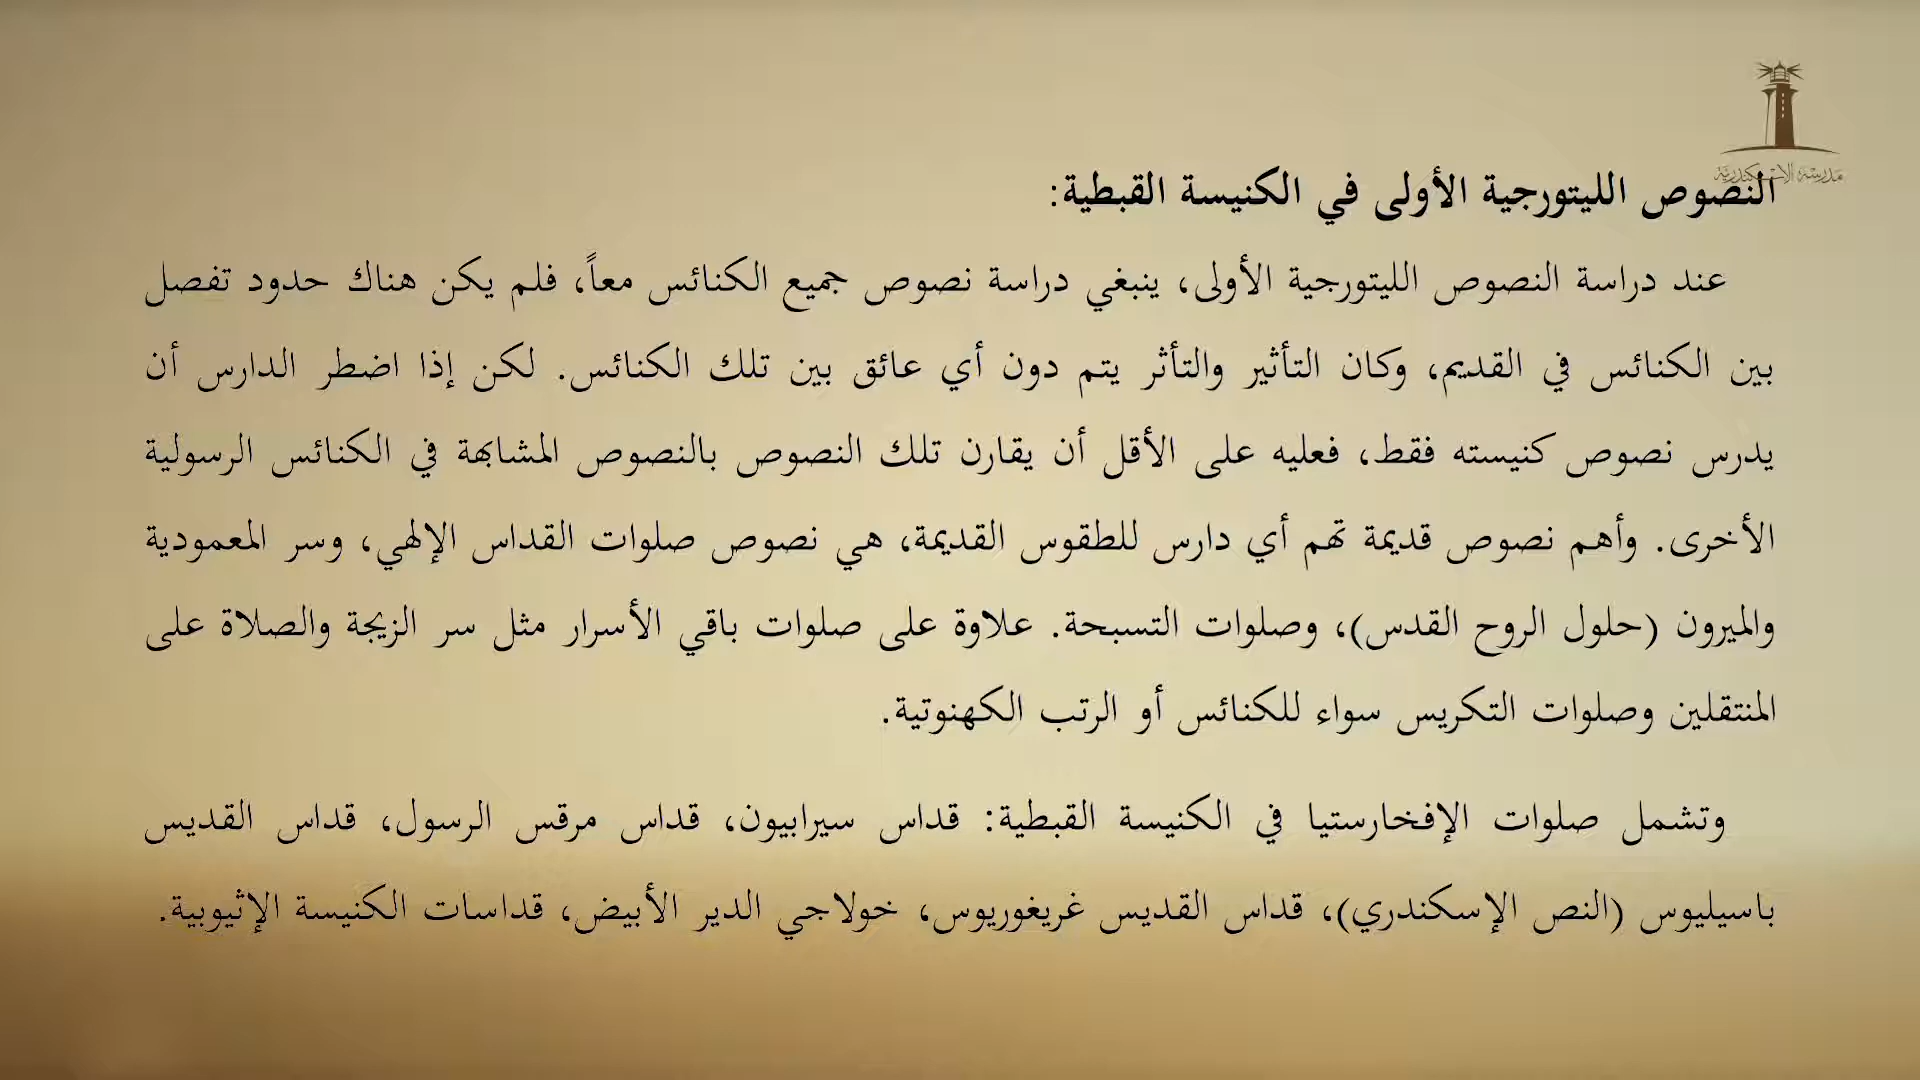 مدرسة الإسكندرية
النصوص الليتورجية الأولى في الكنيسة القبطية:
عند دراسة النصوص الليتورجية الأولى، ينبغي دراسة نصوص جميع الكنائس معاً، فلم يكن هناك حدود تفصل
بين الكنائس في القديم، وكان التأثير والتأثر يتم دون أي عائق بين تلك الكنائس. لكن إذا اضطر الدارس أن
يدرس نصوص كنيسته فقط، فعليه على الأقل أن يقارن تلك النصوص بالنصوص المشابهة في الكنائس الرسولية
الأخرى. وأهم نصوص قديمة تهم أي دارس للطقوس القديمة، هي نصوص صلوات القداس الإلهي، وسر المعمودية
والميرون (حلول الروح القدس)، وصلوات التسبحة. علاوة على صلوات باقي الأسرار مثل سر الزيجة والصلاة على
المنتقلين وصلوات التكريس سواء للكنائس أو الرتب الكهنوتية.
وتشمل صلوات الإفخارستيا في الكنيسة القبطية: قداس سيرابيون، قداس مرقس الرسول، قداس القديس
باسيليوس (النص الإسكندري)، قداس القديس غريغوريوس، خولاجي الدير الأبيض، قداسات الكنيسة الإثيوبية.